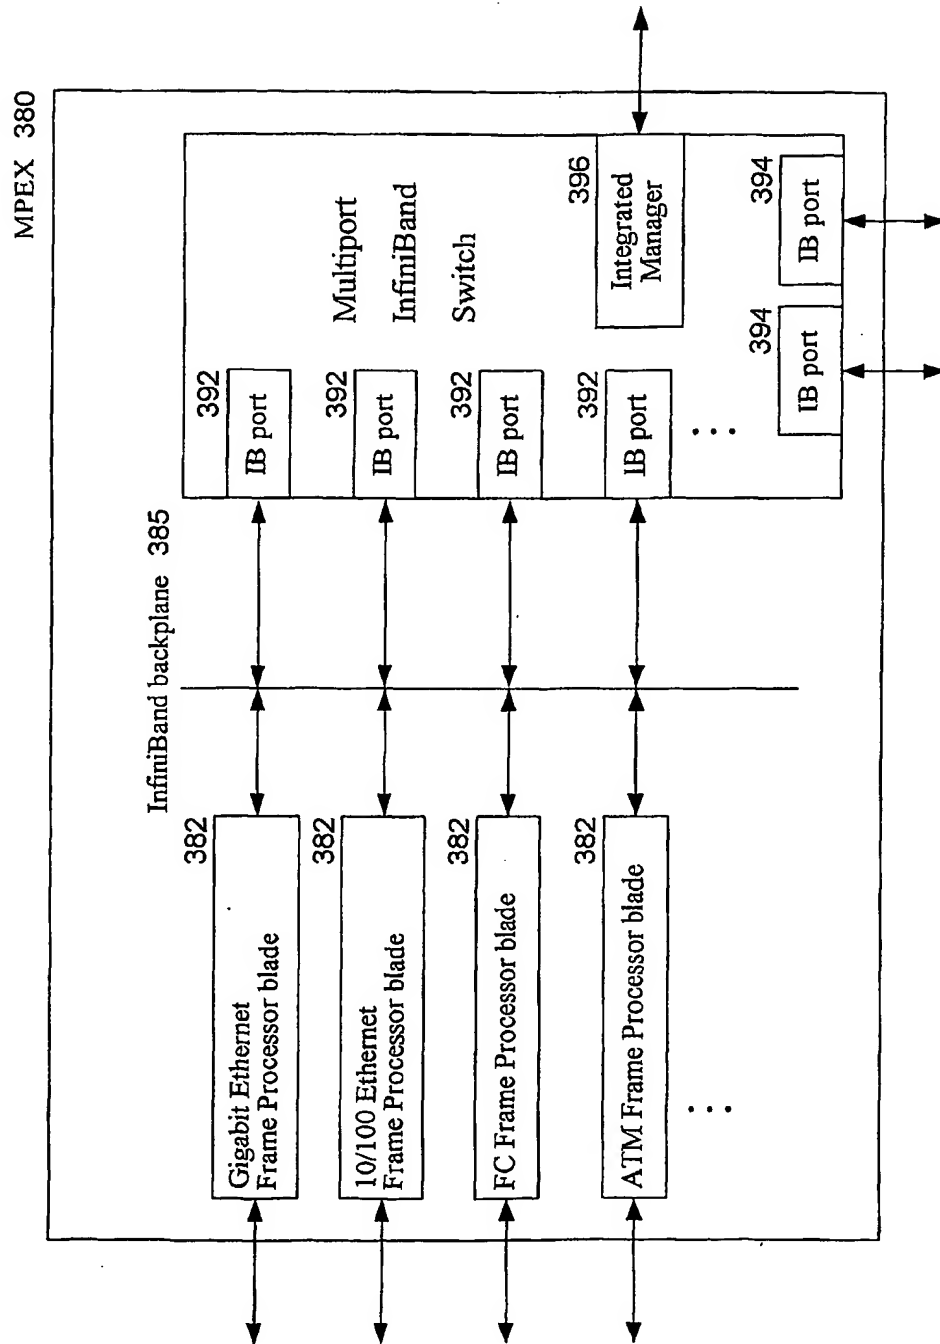 MPEX 380
InfiniBand backplane 385
382
Gigabit Ethernet
Frame Processor blade
382
10/100 Ethernet
Frame Processor blade
382
FC Frame Processor blade
382
ATM Frame Processor blade
...
392
IB port
392
IB port
392
IB port
392
IB port
...
Multiport
InfiniBand
Switch
396
Integrated
Manager
394
IB port
394
IB port